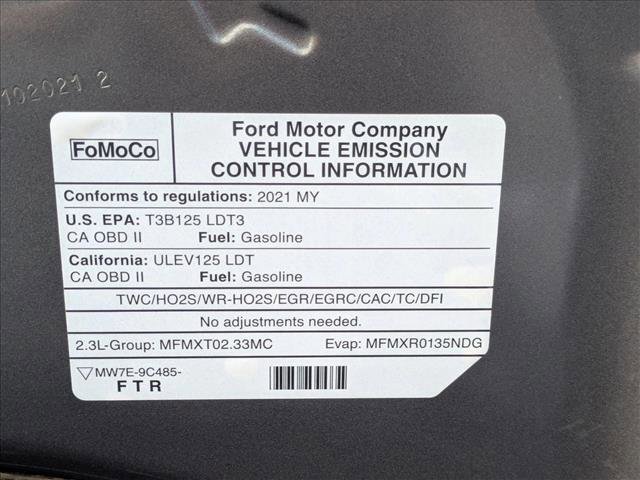 102021 2
FoMoCo
Ford Motor Company
VEHICLE EMISSION
CONTROL INFORMATION
Conforms to regulations: 2021 MY
U.S. EPA: T3B125 LDT3
CA OBD II Fuel: Gasoline
California: ULEV125 LDT
CA OBD II Fuel: Gasoline
TWC/HO2S/WR-HO2S/EGR/EGRC/CAC/TC/DFI
No adjustments needed.
2.3L-Group: MFMXT02.33MC Evap: MFMXR0135NDG
MW7E-9C485-
FTR